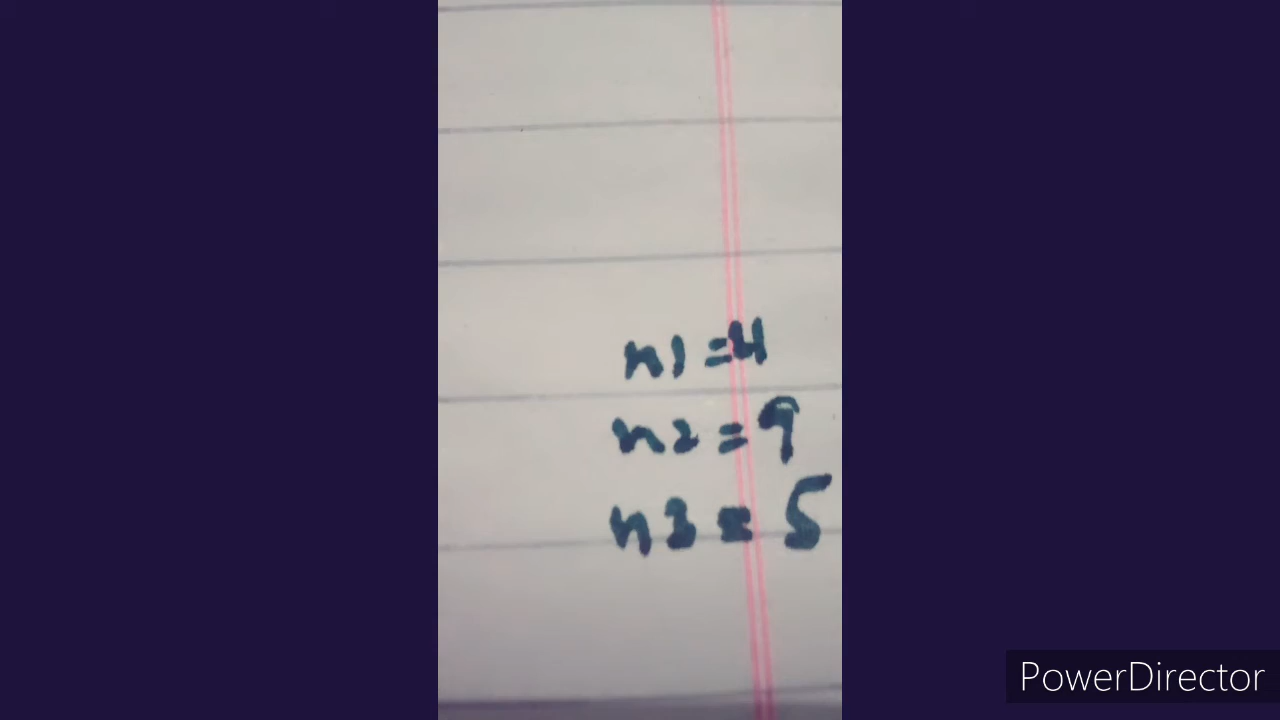 n1 = 4
n2 = 9
n3 = 5
PowerDirector